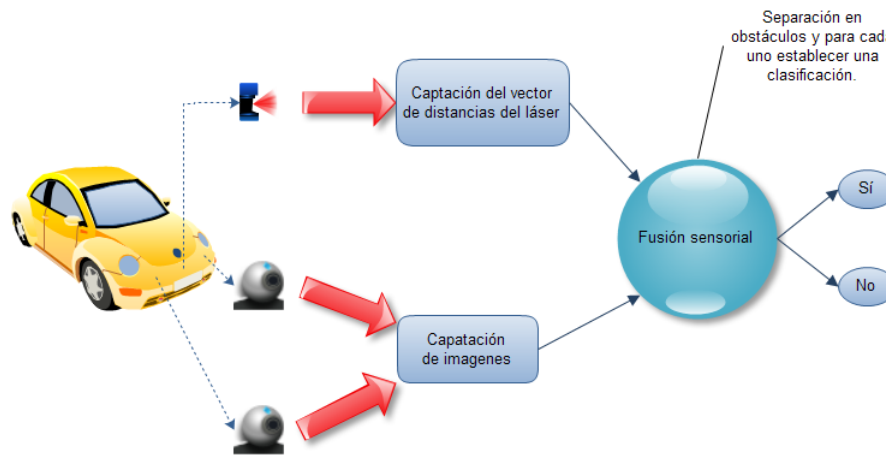 Separación en
obstáculos y para cada
uno establecer una
clasificación.
Captación del vector
de distancias del láser
Fusión sensorial
Sí
No
Capatación
de imagenes